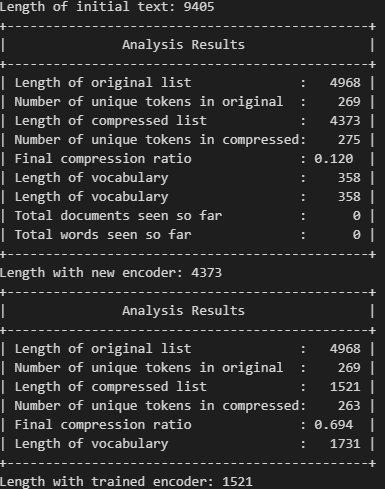 Length of initial text: 9405
+-----------------------------------------------+
|               Analysis Results                |
+-----------------------------------------------+
| Length of original list              :   4968 |
| Number of unique tokens in original  :    269 |
| Length of compressed list            :   4373 |
| Number of unique tokens in compressed:    275 |
| Final compression ratio              : 0.120  |
| Length of vocabulary                 :    358 |
| Length of vocabulary                 :    358 |
| Total documents seen so far          :      0 |
| Total words seen so far              :      0 |
+-----------------------------------------------+
Length with new encoder: 4373
+-----------------------------------------------+
|               Analysis Results                |
+-----------------------------------------------+
| Length of original list              :   4968 |
| Number of unique tokens in original  :    269 |
| Length of compressed list            :   1521 |
| Number of unique tokens in compressed:    263 |
| Final compression ratio              : 0.694  |
| Length of vocabulary                 :   1731 |
+-----------------------------------------------+
Length with trained encoder: 1521